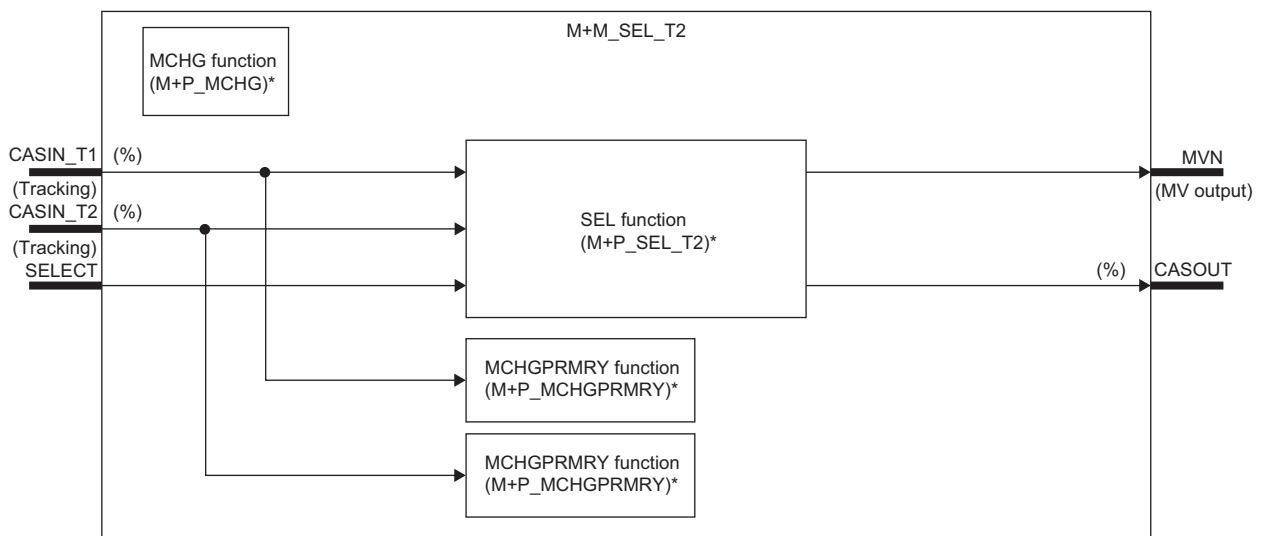 M+M_SEL_T2
MCHG function
(M+P_MCHG)*
CASIN_T1 (%)
(Tracking)
CASIN_T2 (%)
(Tracking)
SELECT
SEL function
(M+P_SEL_T2)*
MVN
(MV output)
(%) CASOUT
MCHGPRMRY function
(M+P_MCHGPRMRY)*
MCHGPRMRY function
(M+P_MCHGPRMRY)*